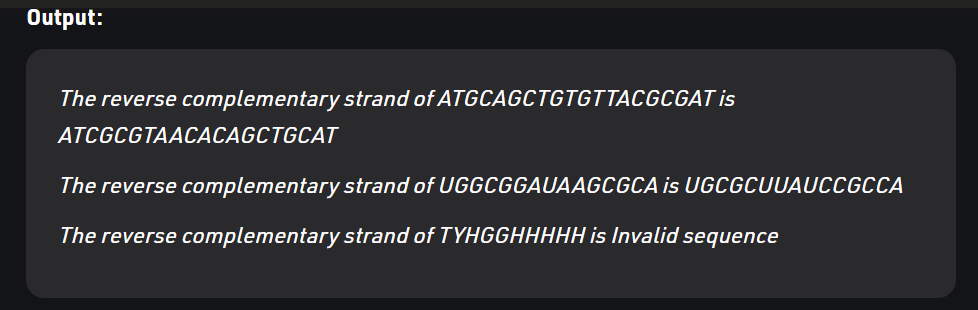 Output:
The reverse complementary strand of ATGCAGCTGTGTTACGCGAT is
ATCGCGTAACACAGCTGCAT
The reverse complementary strand of UGGCGGAUAAGCGCA is UGCGCUUAUCCGCCA
The reverse complementary strand of TYHGGHHHHH is Invalid sequence